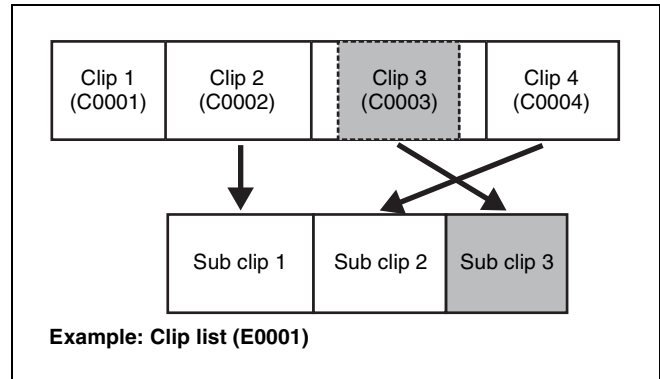 Clip 1
(C0001)
Clip 2
(C0002)
Clip 3
(C0003)
Clip 4
(C0004)
Sub clip 1
Sub clip 2
Sub clip 3
Example: Clip list (E0001)